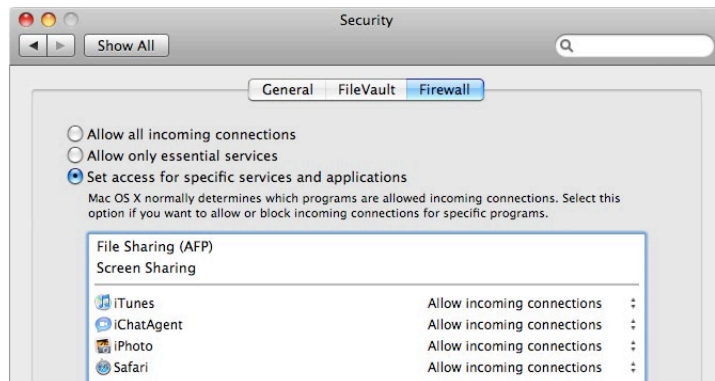 Security
Show All
General FileVault Firewall
Allow all incoming connections
Allow only essential services
Set access for specific services and applications
Mac OS X normally determines which programs are allowed incoming connections. Select this
option if you want to allow or block incoming connections for specific programs.
File Sharing (AFP)
Screen Sharing
iTunes Allow incoming connections
iChatAgent Allow incoming connections
iPhoto Allow incoming connections
Safari Allow incoming connections